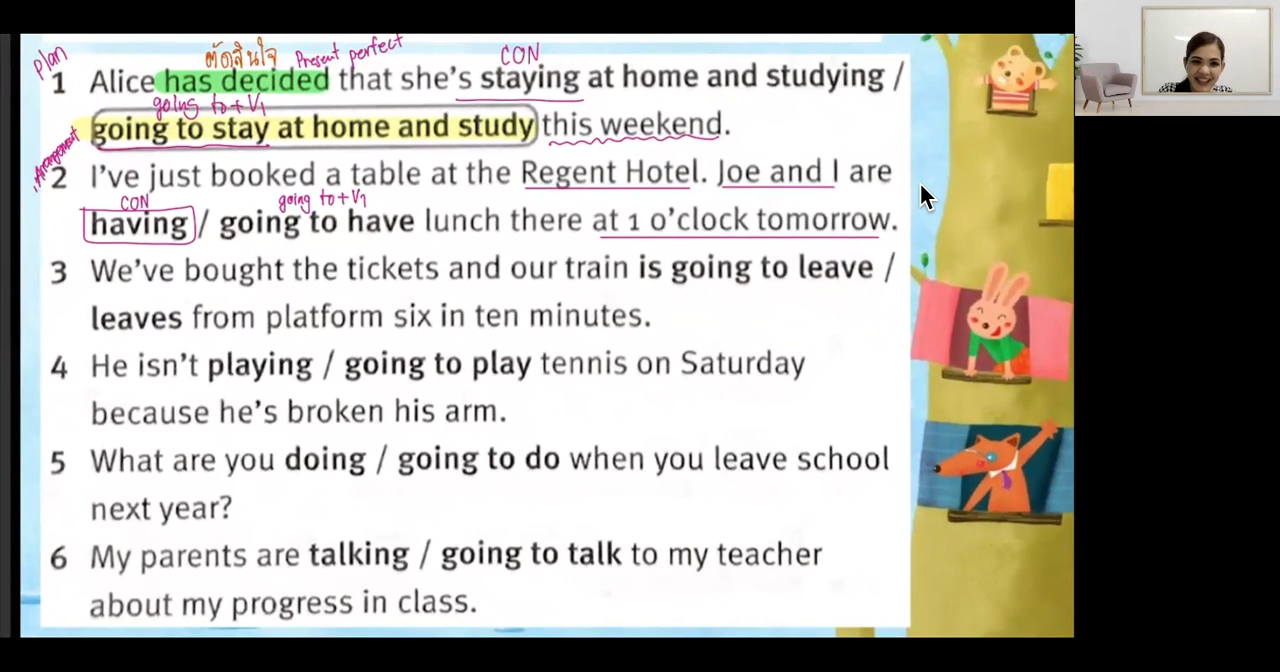 plan
ตัดสินใจ Present perfect CON
1 Alice has decided that she's staying at home and studying /
going to + V1
going to stay at home and study this weekend.
Arrangement
2 I've just booked a table at the Regent Hotel. Joe and I are
CON going to + V1
having / going to have lunch there at 1 o'clock tomorrow.
3 We've bought the tickets and our train is going to leave /
leaves from platform six in ten minutes.
4 He isn't playing / going to play tennis on Saturday
because he's broken his arm.
5 What are you doing / going to do when you leave school
next year?
6 My parents are talking / going to talk to my teacher
about my progress in class.